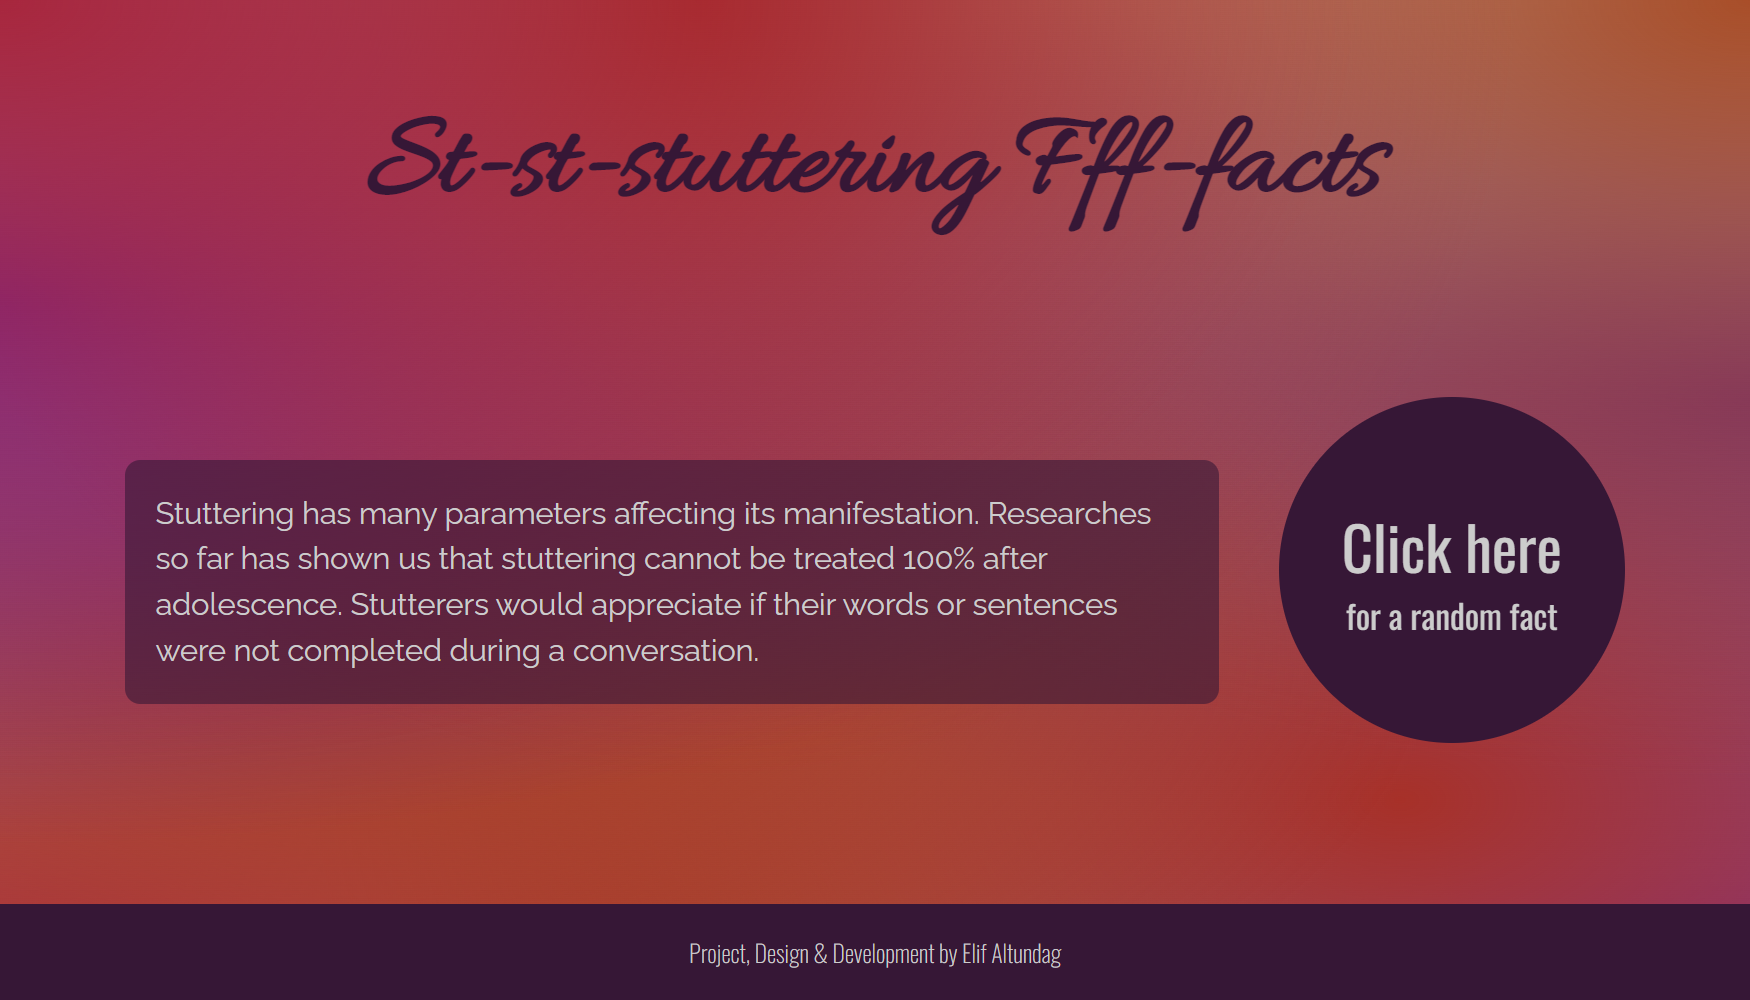 St-st-stuttering Fff-facts
Stuttering has many parameters affecting its manifestation. Researches
so far has shown us that stuttering cannot be treated 100% after
adolescence. Stutterers would appreciate if their words or sentences
were not completed during a conversation.
Click here
for a random fact
Project, Design & Development by Elif Altundag